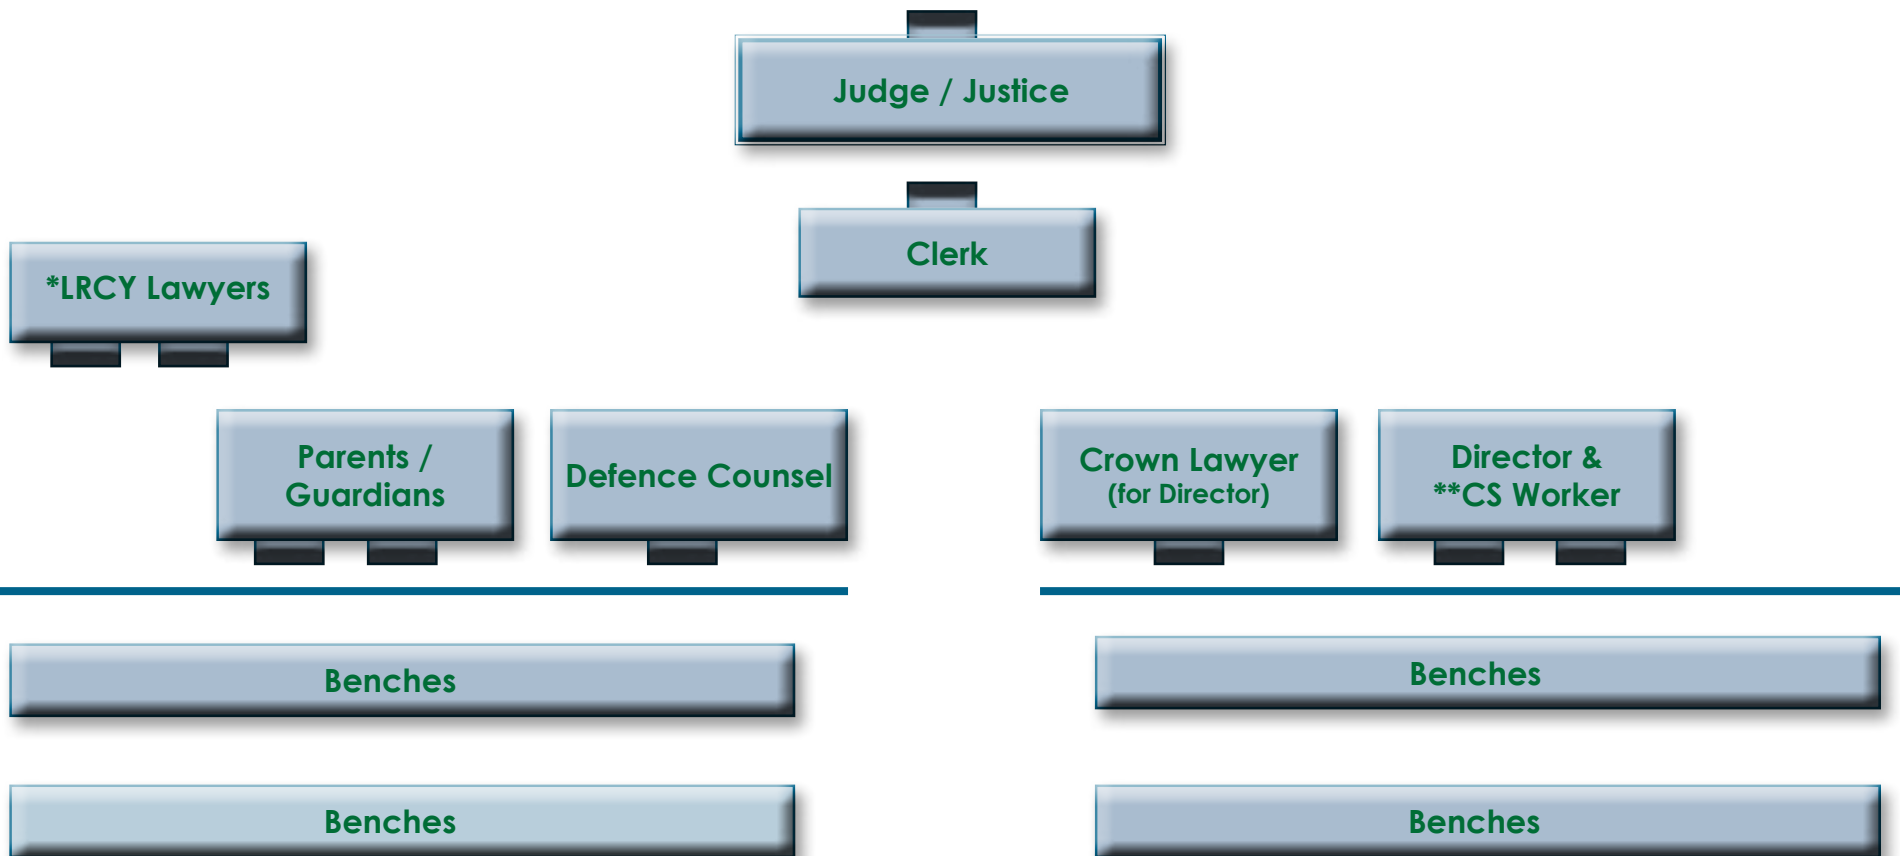 Judge / Justice
Clerk
*LRCY Lawyers
Parents /
Guardians
Defence Counsel
Crown Lawyer
(for Director)
Director &
**CS Worker
Benches
Benches
Benches
Benches